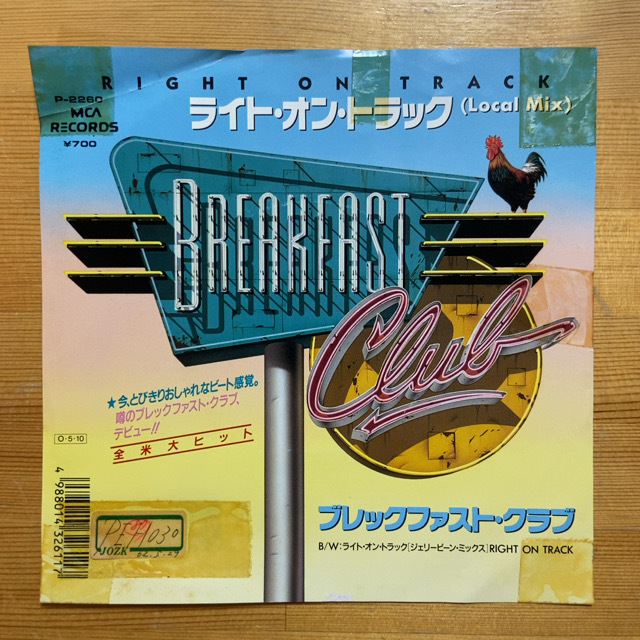 RIGHT ON TRACK
P-2260
MCA
RECORDS
¥700
ライト・オン・トラック (Local Mix)
BREAKFAST
Club
★今、とびきりおしゃれなビート感覚。
噂のブレックファスト・クラブ、
デビュー!!
全米大ヒット
O・5・10
4 988014 32617
JOZK
ブレックファスト・クラブ
B/W:ライト・オン・トラック[ジェリービーン・ミックス] RIGHT ON TRACK